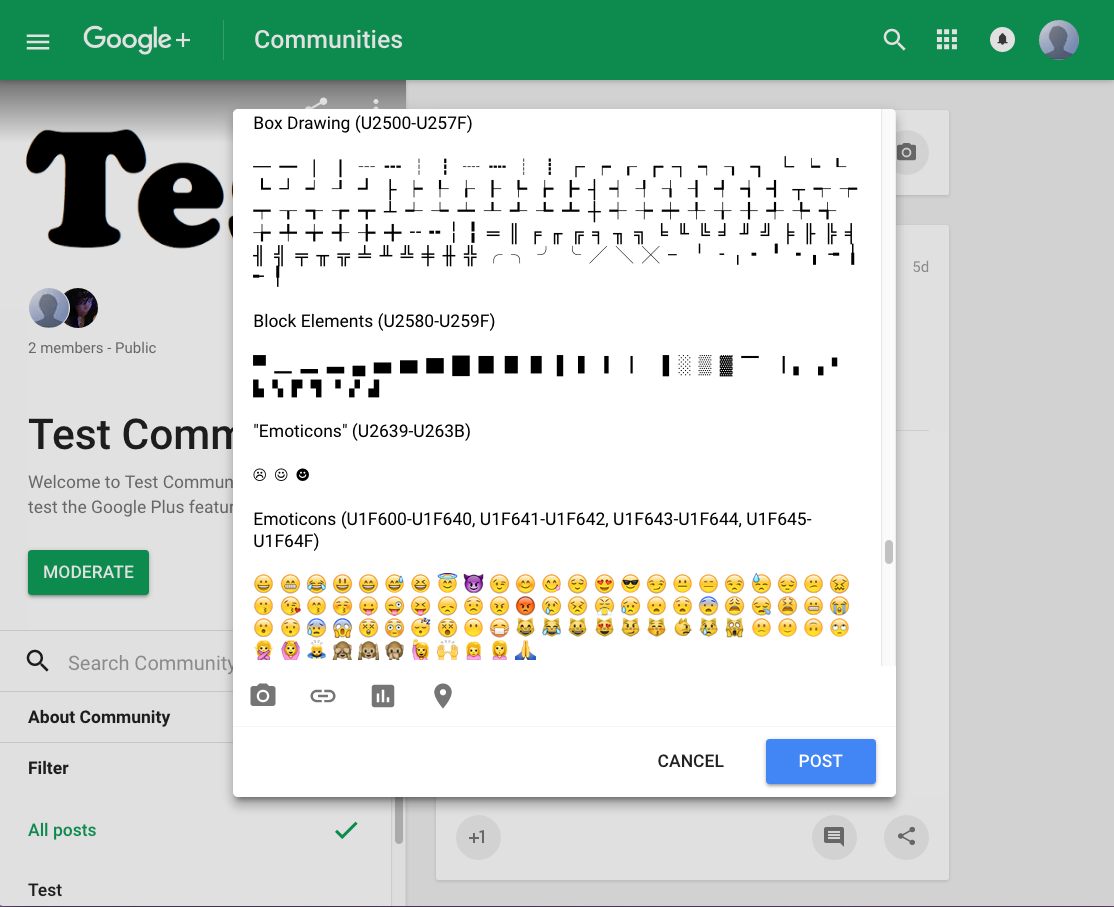 Google+
Communities
Tes
2 members - Public
Test Comm
Welcome to Test Commun
test the Google Plus featur
MODERATE
Search Community
About Community
Filter
All posts
Test
5d
Box Drawing (U2500-U257F)
Block Elements (U2580-U259F)
"Emoticons" (U2639-U263B)
☹ ☺ ☻
Emoticons (U1F600-U1F640, U1F641-U1F642, U1F643-U1F644, U1F645-
U1F64F)
CANCEL
POST
+1